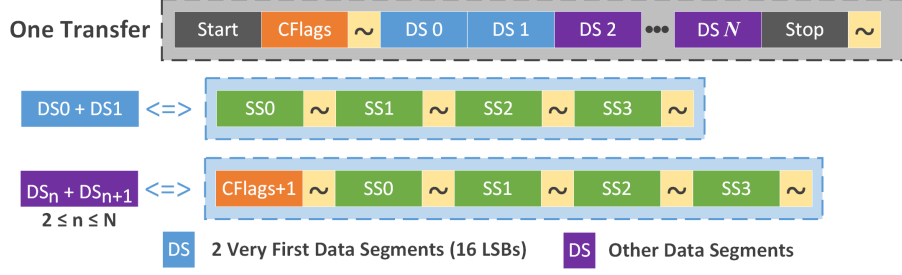 One Transfer Start CFlags ~ DS 0 DS 1 DS 2 ••• DS N Stop ~
DS0 + DS1 <=> SS0 ~ SS1 ~ SS2 ~ SS3 ~
DSn + DSn+1 <=> CFlags+1 ~ SS0 ~ SS1 ~ SS2 ~ SS3 ~
2 ≤ n ≤ N
DS 2 Very First Data Segments (16 LSBs) DS Other Data Segments